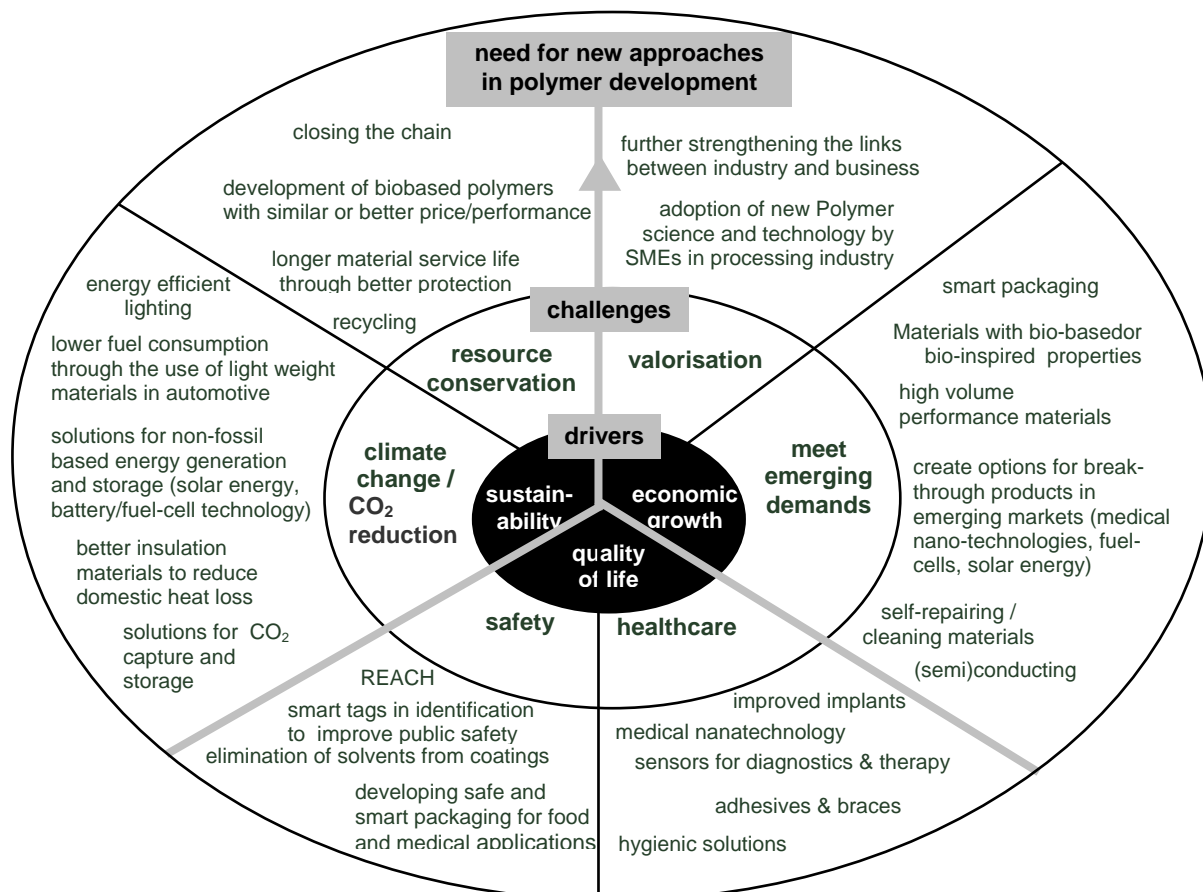 need for new approaches
in polymer development
closing the chain
development of biobased polymers
with similar or better price/performance
longer material service life
through better protection
recycling
further strengthening the links
between industry and business
adoption of new Polymer
science and technology by
SMEs in processing industry
challenges
resource
conservation
valorisation
drivers
energy efficient
lighting
lower fuel consumption
through the use of light weight
materials in automotive
solutions for non-fossil
based energy generation
and storage (solar energy,
battery/fuel-cell technology)
better insulation
materials to reduce
domestic heat loss
solutions for CO₂
capture and
storage
climate
change /
CO₂
reduction
sustain-
ability
economic
growth
quality
of life
meet
emerging
demands
smart packaging
Materials with bio-basedor
bio-inspired properties
high volume
performance materials
create options for break-
through products in
emerging markets (medical
nano-technologies, fuel-
cells, solar energy)
self-repairing /
cleaning materials
(semi)conducting
safety
healthcare
REACH
smart tags in identification
to improve public safety
elimination of solvents from coatings
developing safe and
smart packaging for food
and medical applications
improved implants
medical nanatechnology
sensors for diagnostics & therapy
adhesives & braces
hygienic solutions